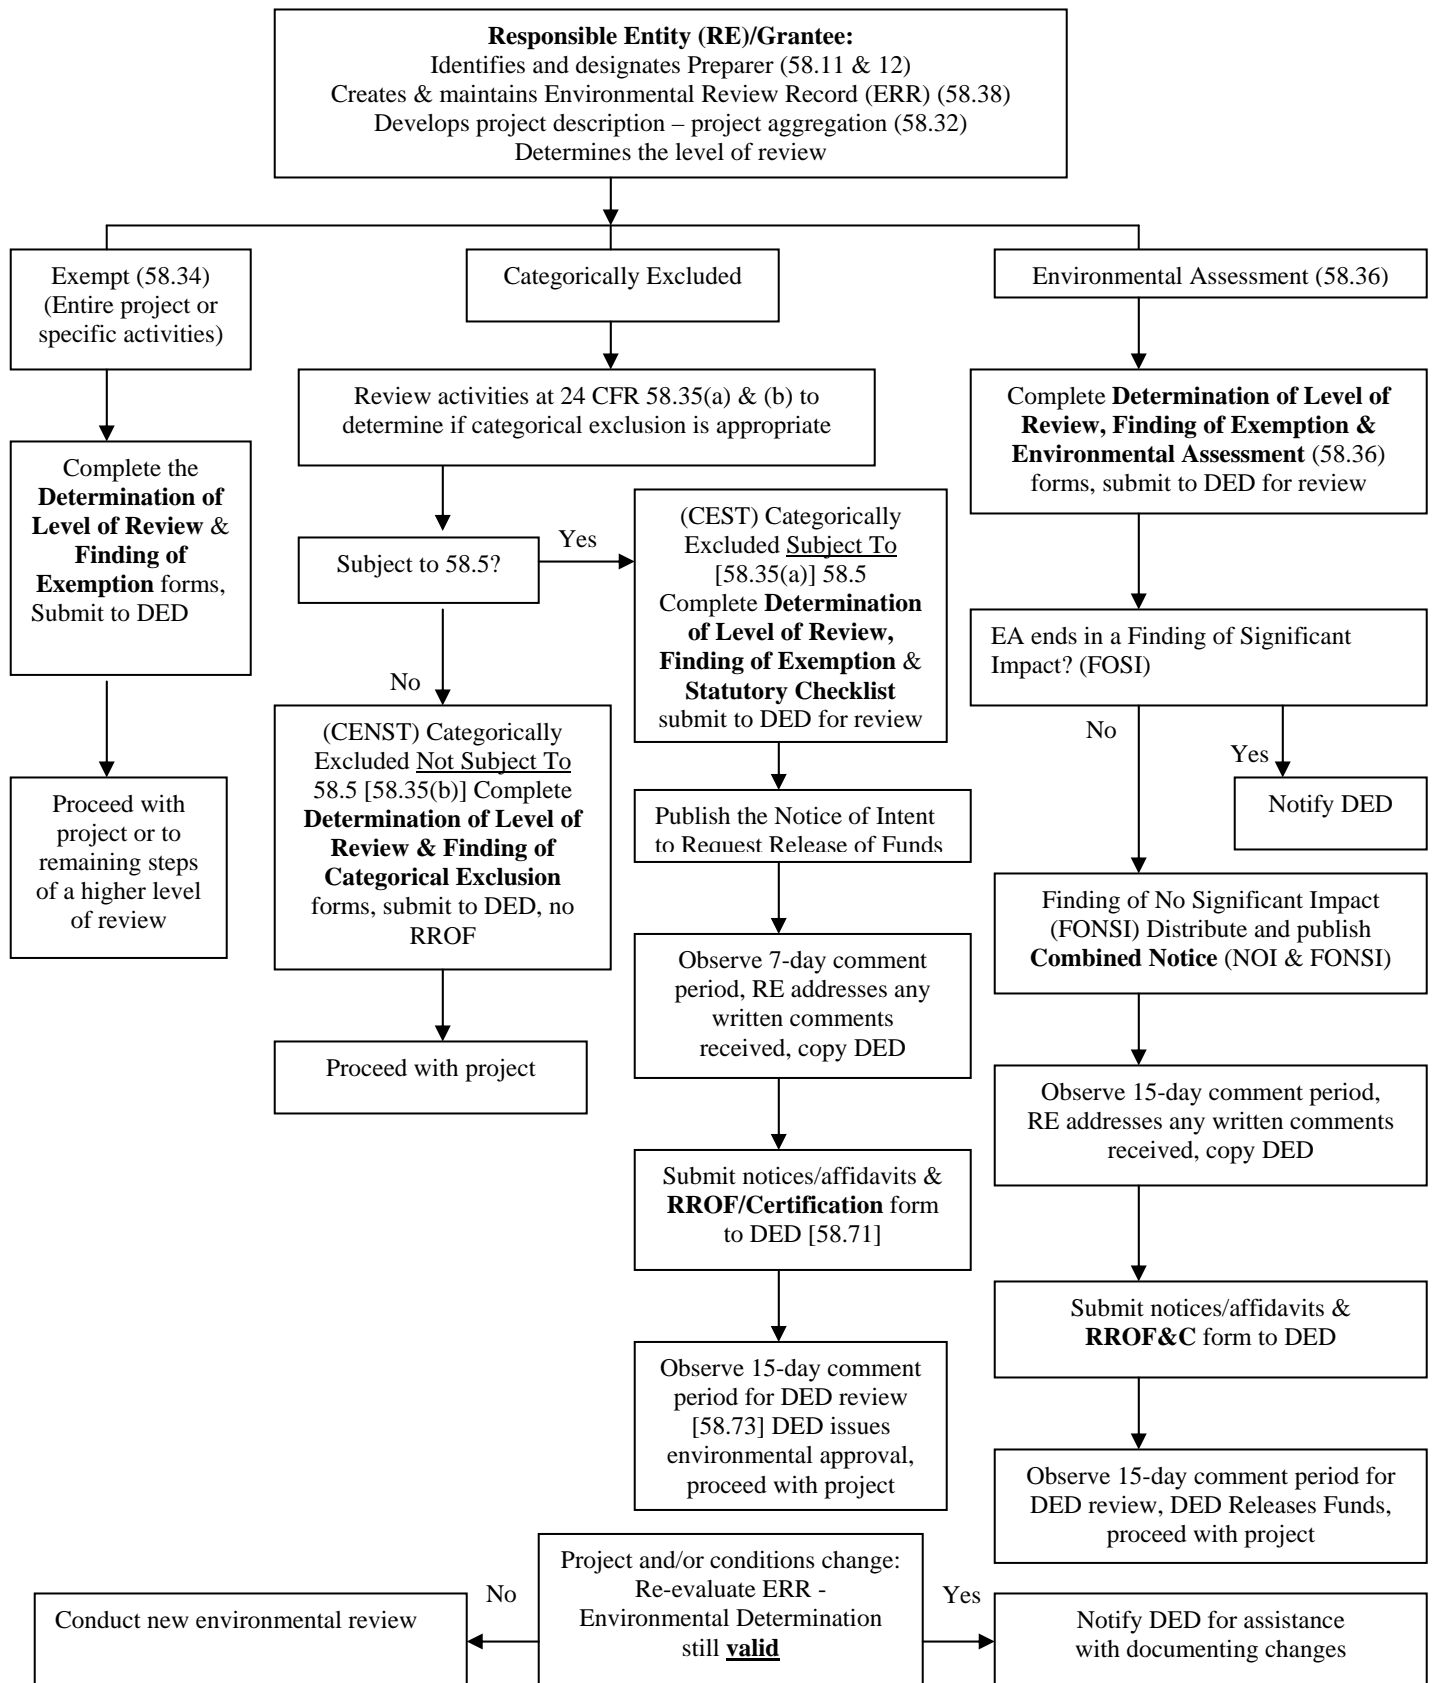 Responsible Entity (RE)/Grantee:
Identifies and designates Preparer (58.11 & 12)
Creates & maintains Environmental Review Record (ERR) (58.38)
Develops project description – project aggregation (58.32)
Determines the level of review
Exempt (58.34)
(Entire project or
specific activities)
Categorically Excluded
Environmental Assessment (58.36)
Complete the
Determination of
Level of Review &
Finding of
Exemption forms,
Submit to DED
Proceed with
project or to
remaining steps
of a higher level
of review
Review activities at 24 CFR 58.35(a) & (b) to
determine if categorical exclusion is appropriate
Subject to 58.5?
Yes
No
(CENST) Categorically
Excluded Not Subject To
58.5 [58.35(b)] Complete
Determination of Level of
Review & Finding of
Categorical Exclusion
forms, submit to DED, no
RROF
Proceed with project
(CEST) Categorically
Excluded Subject To
[58.35(a)] 58.5
Complete Determination
of Level of Review,
Finding of Exemption &
Statutory Checklist
submit to DED for review
Publish the Notice of Intent
to Request Release of Funds
Observe 7-day comment
period, RE addresses any
written comments
received, copy DED
Submit notices/affidavits &
RROF/Certification form
to DED [58.71]
Observe 15-day comment
period for DED review
[58.73] DED issues
environmental approval,
proceed with project
Complete Determination of Level of
Review, Finding of Exemption &
Environmental Assessment (58.36)
forms, submit to DED for review
EA ends in a Finding of Significant
Impact? (FOSI)
No
Yes
Notify DED
Finding of No Significant Impact
(FONSI) Distribute and publish
Combined Notice (NOI & FONSI)
Observe 15-day comment period,
RE addresses any written comments
received, copy DED
Submit notices/affidavits &
RROF&C form to DED
Observe 15-day comment period for
DED review, DED Releases Funds,
proceed with project
Project and/or conditions change:
Re-evaluate ERR -
Environmental Determination
still valid
No
Conduct new environmental review
Yes
Notify DED for assistance
with documenting changes